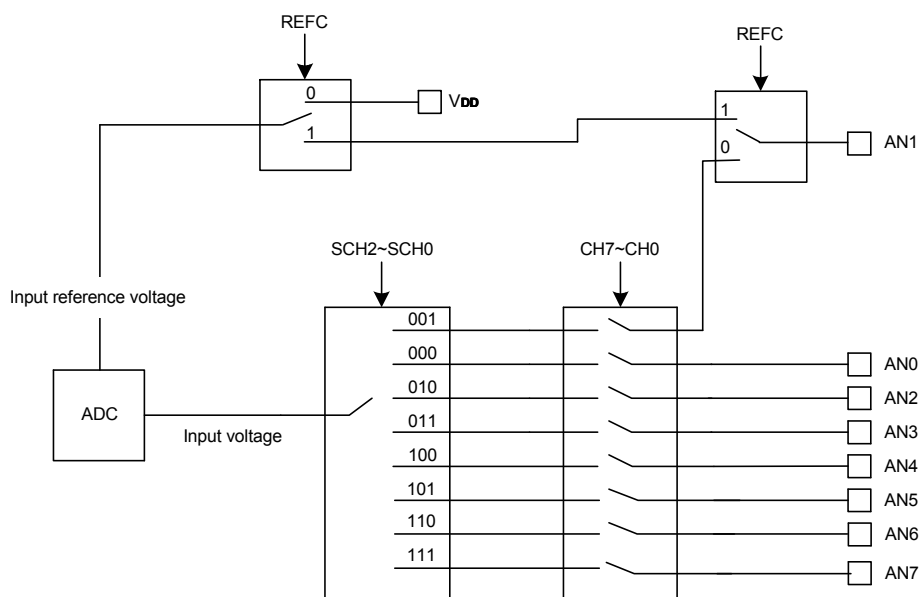 REFC
REFC
0
VDD
1
1
0
AN1
SCH2~SCH0
CH7~CH0
Input reference voltage
001
000
AN0
ADC
010
AN2
Input voltage
011
AN3
100
AN4
101
AN5
110
AN6
111
AN7